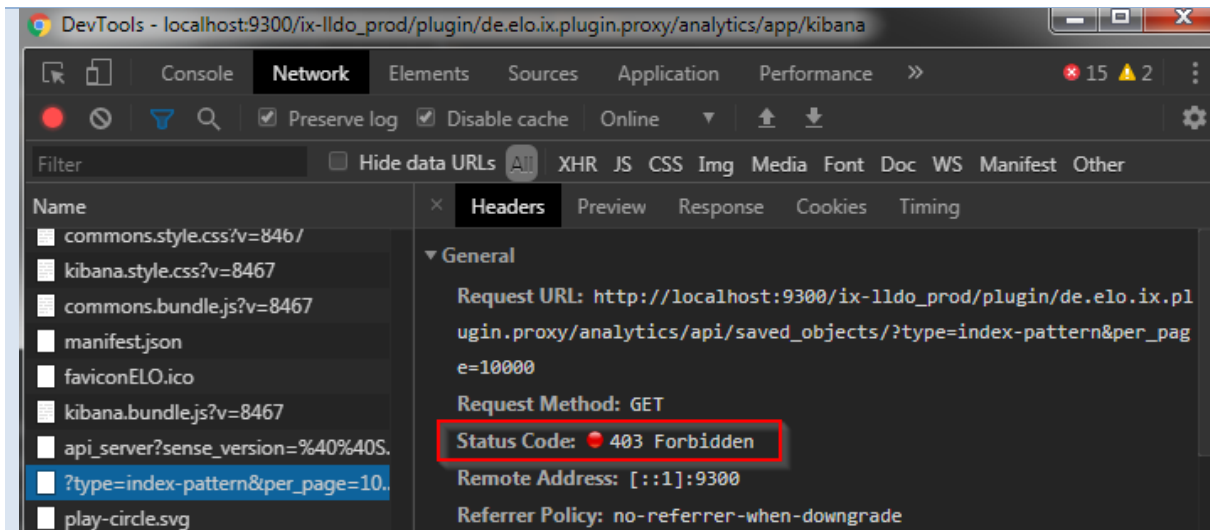 DevTools - localhost:9300/ix-lldo_prod/plugin/de.elo.ix.plugin.proxy/analytics/app/kibana
Console Network Elements Sources Application Performance » 15 2
Preserve log Disable cache Online
Filter Hide data URLs All XHR JS CSS Img Media Font Doc WS Manifest Other
Name
commons.style.css?v=8467
kibana.style.css?v=8467
commons.bundle.js?v=8467
manifest.json
faviconELO.ico
kibana.bundle.js?v=8467
api_server?sense_version=%40%40S.
?type=index-pattern&per_page=10..
play-circle.svg
× Headers Preview Response Cookies Timing
General
Request URL: http://localhost:9300/ix-lldo_prod/plugin/de.elo.ix.pl
ugin.proxy/analytics/api/saved_objects/?type=index-pattern&per_pag
e=10000
Request Method: GET
Status Code: 403 Forbidden
Remote Address: [::1]:9300
Referrer Policy: no-referrer-when-downgrade